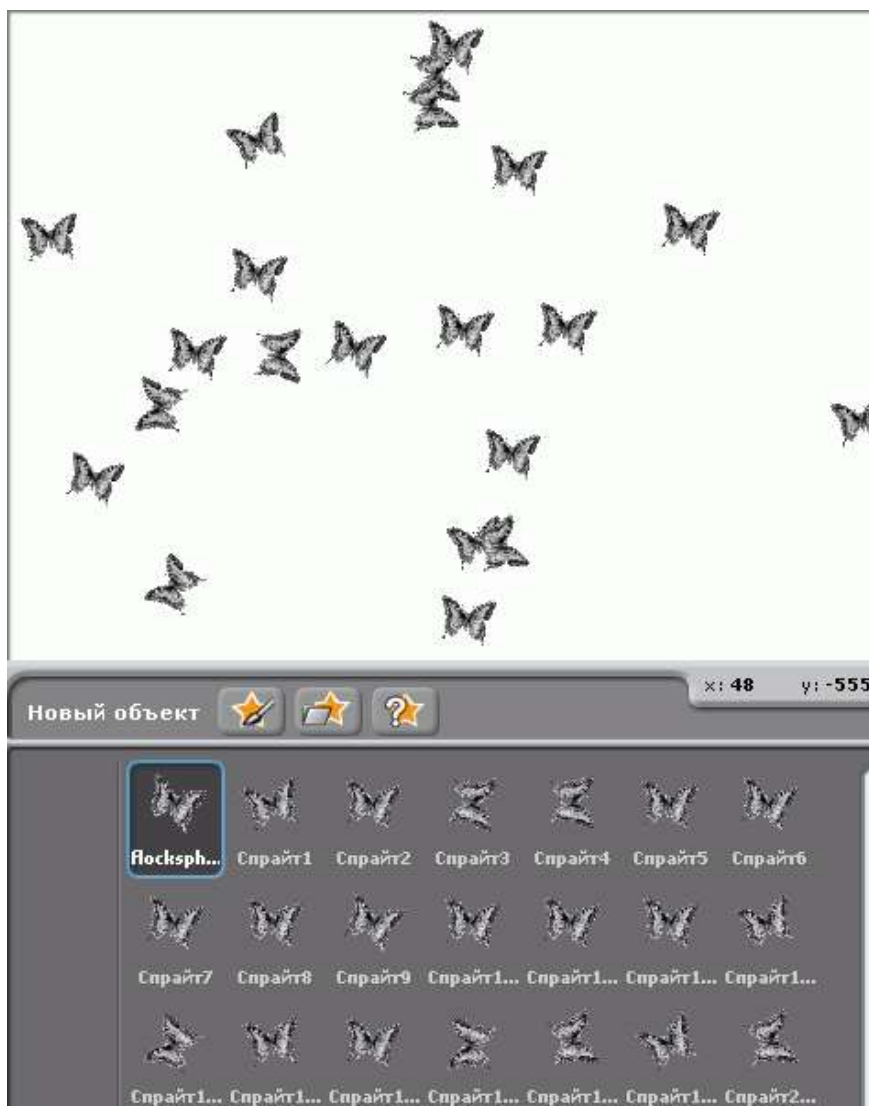 x: 48 y: -555
Новый объект
flocksph... Спрайт1 Спрайт2 Спрайт3 Спрайт4 Спрайт5 Спрайт6
Спрайт7 Спрайт8 Спрайт9 Спрайт1... Спрайт1... Спрайт1... Спрайт1...
Спрайт1... Спрайт1... Спрайт1... Спрайт1... Спрайт1... Спрайт1... Спрайт2...